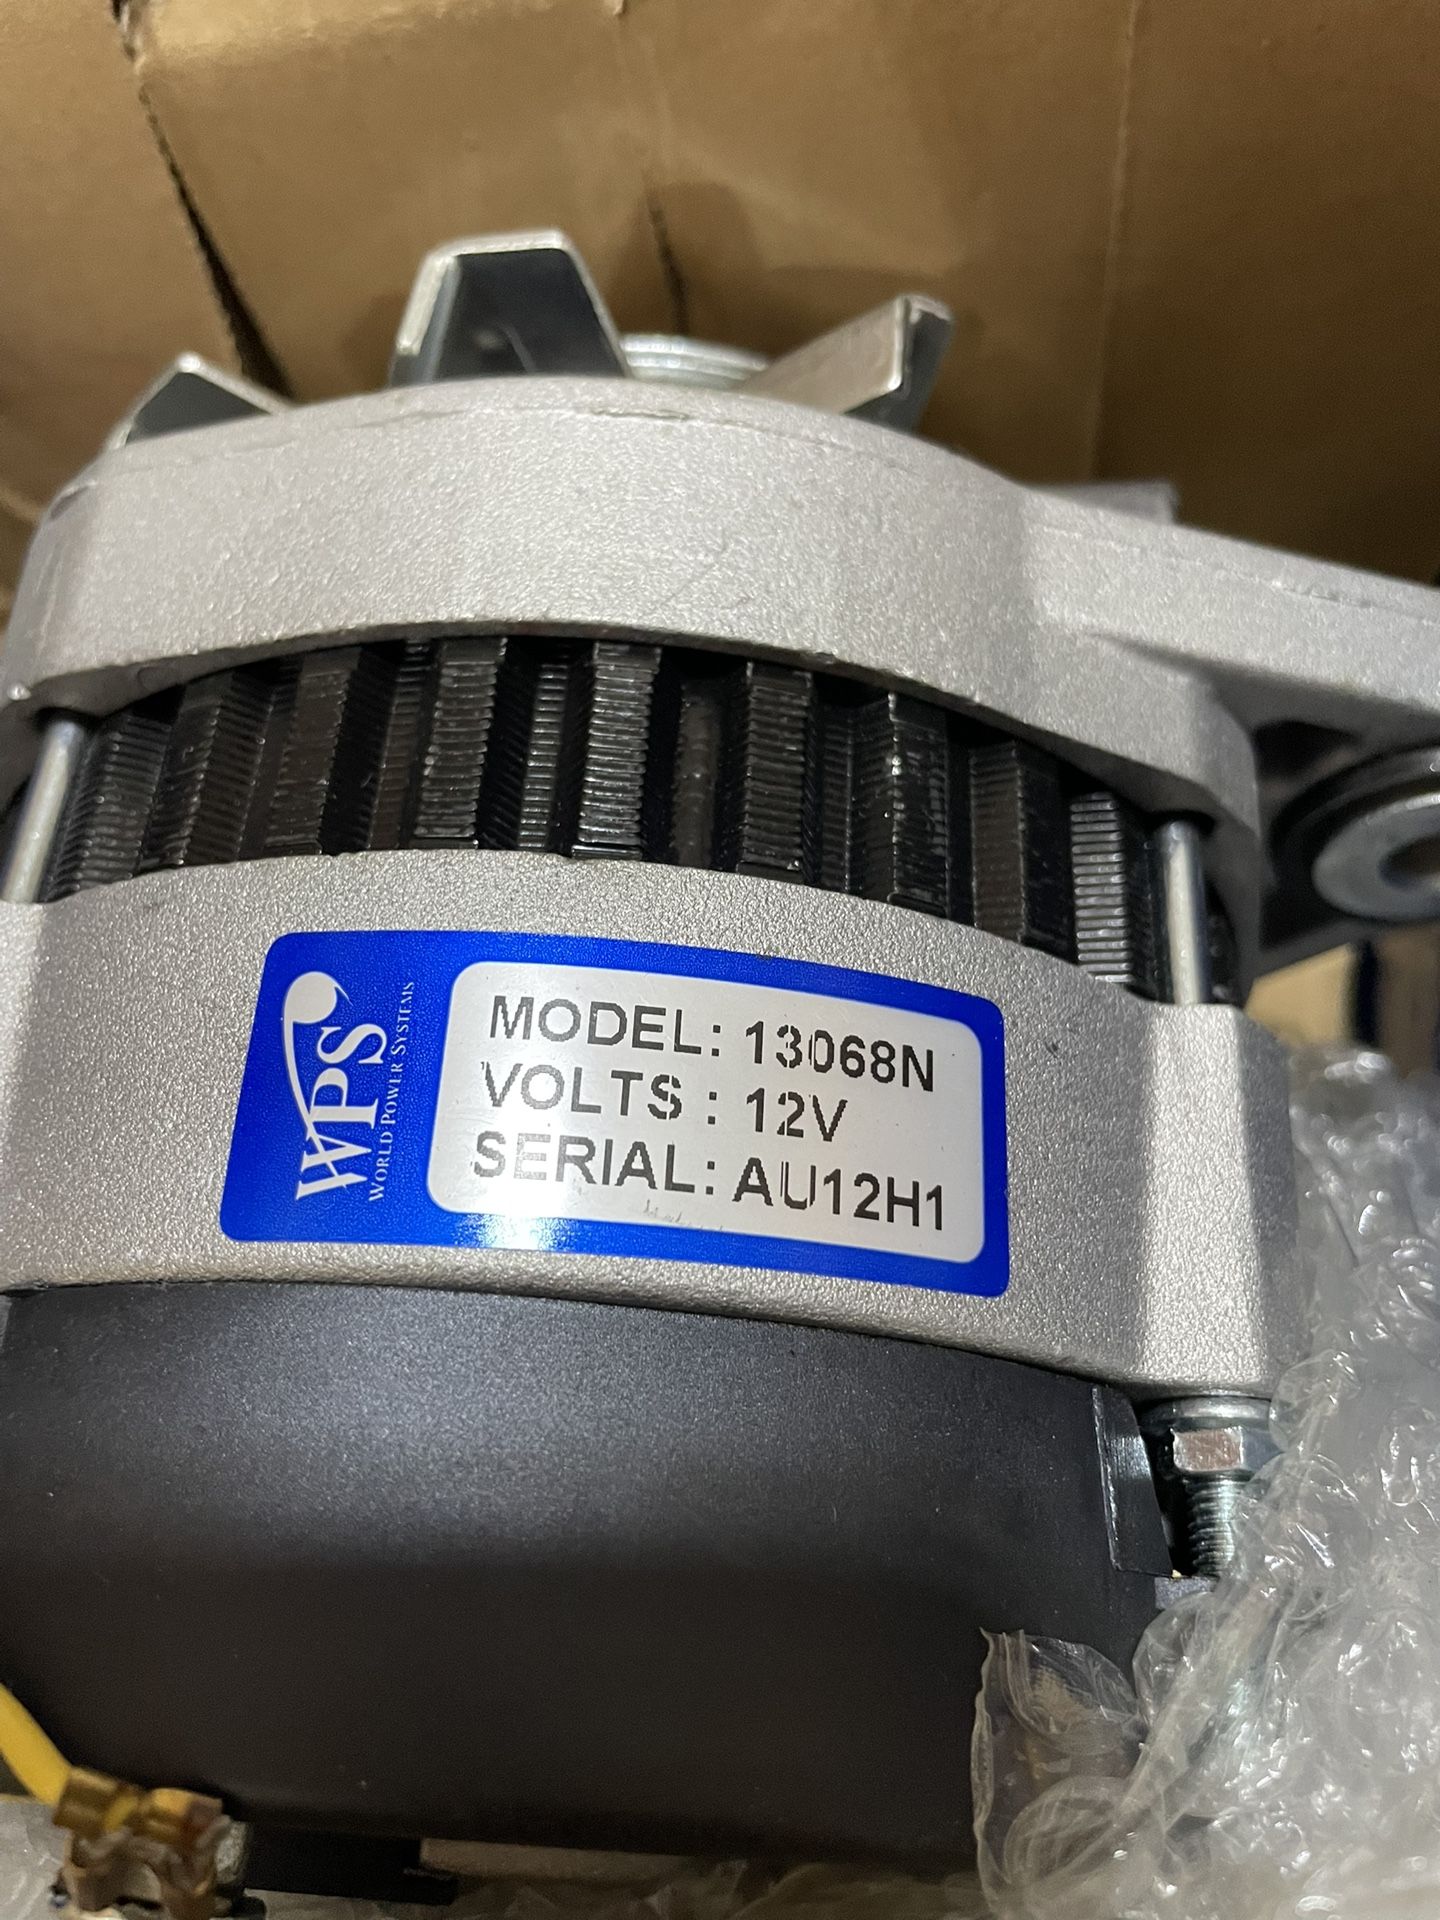 WPS
WORLD POWER SYSTEMS
MODEL: 13068N
VOLTS : 12V
SERIAL: AU12H1